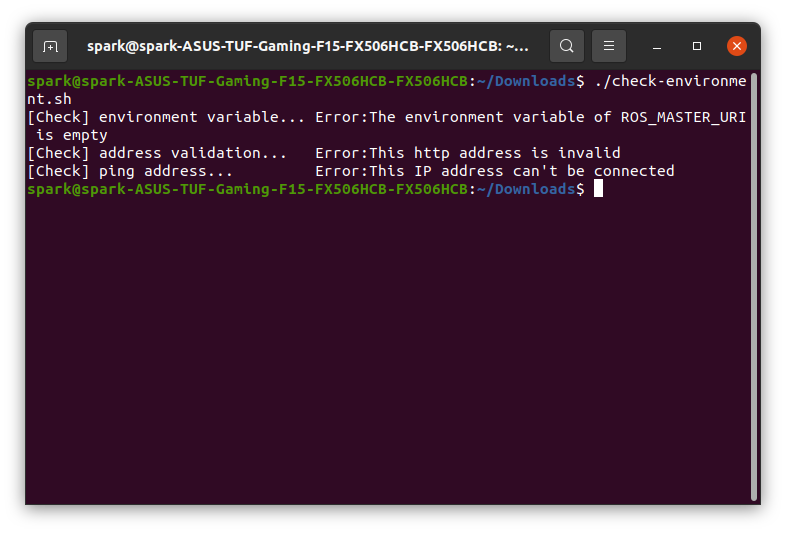 spark@spark-ASUS-TUF-Gaming-F15-FX506HCB-FX506HCB: ~...
spark@spark-ASUS-TUF-Gaming-F15-FX506HCB-FX506HCB:~/Downloads$ ./check-environme
nt.sh
[Check] environment variable... Error:The environment variable of ROS_MASTER_URI
is empty
[Check] address validation...   Error:This http address is invalid
[Check] ping address...         Error:This IP address can't be connected
spark@spark-ASUS-TUF-Gaming-F15-FX506HCB-FX506HCB:~/Downloads$